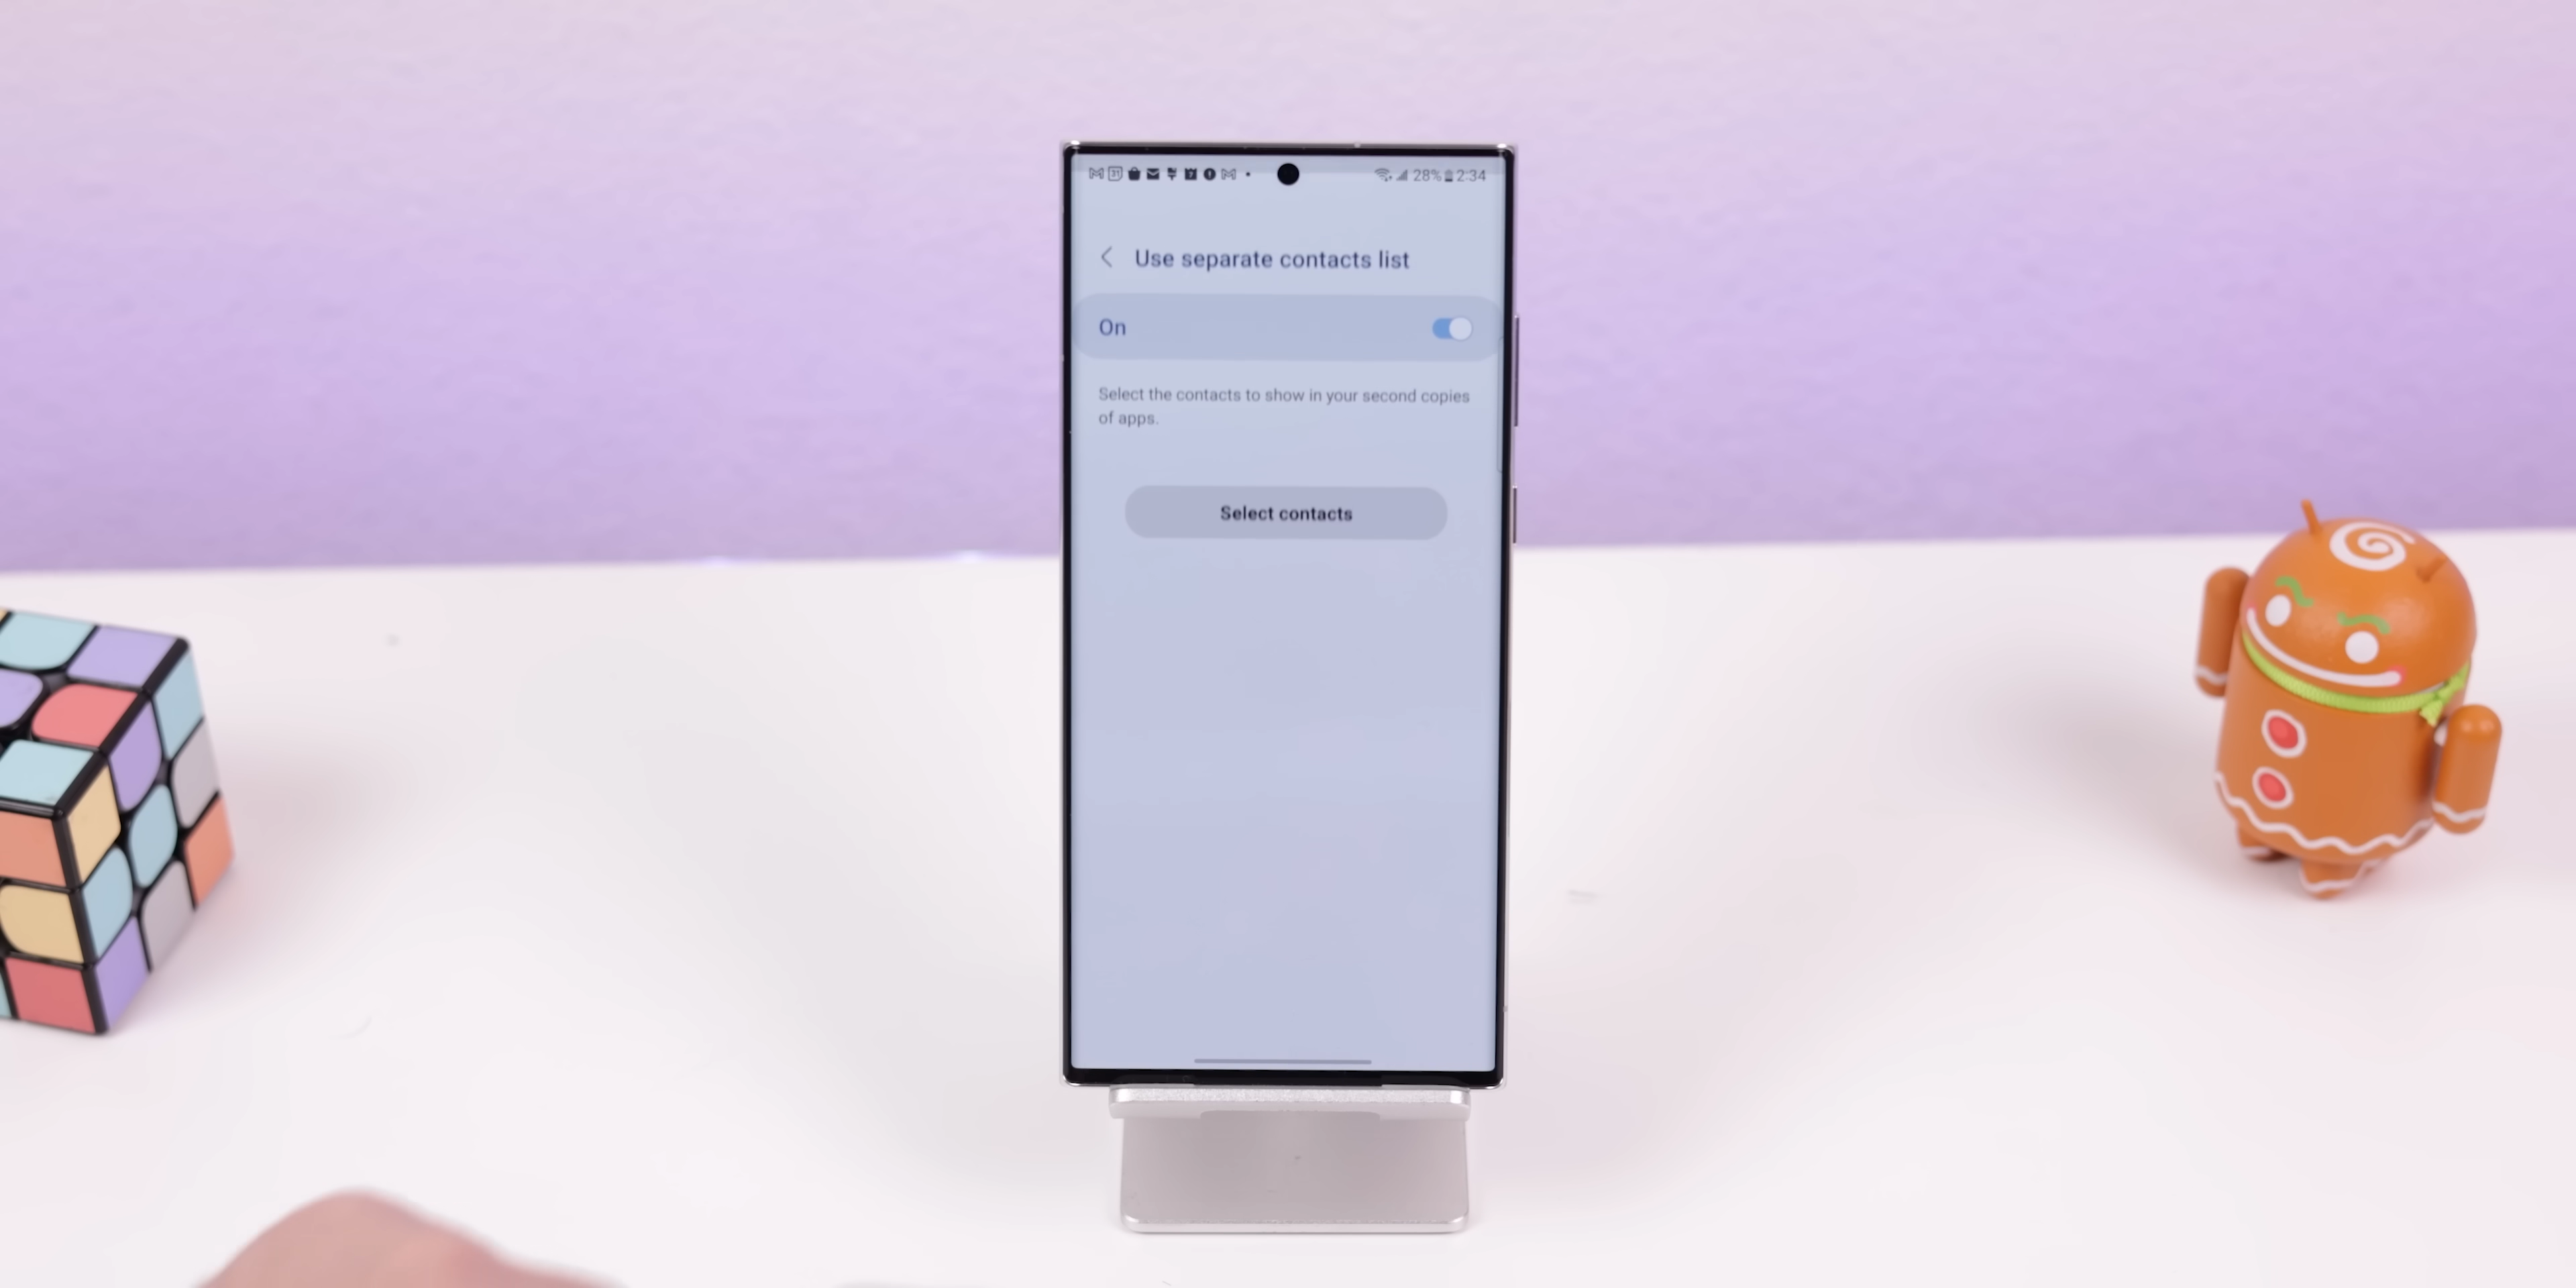 31 28% 2:34
Use separate contacts list
On
Select the contacts to show in your second copies
of apps.
Select contacts